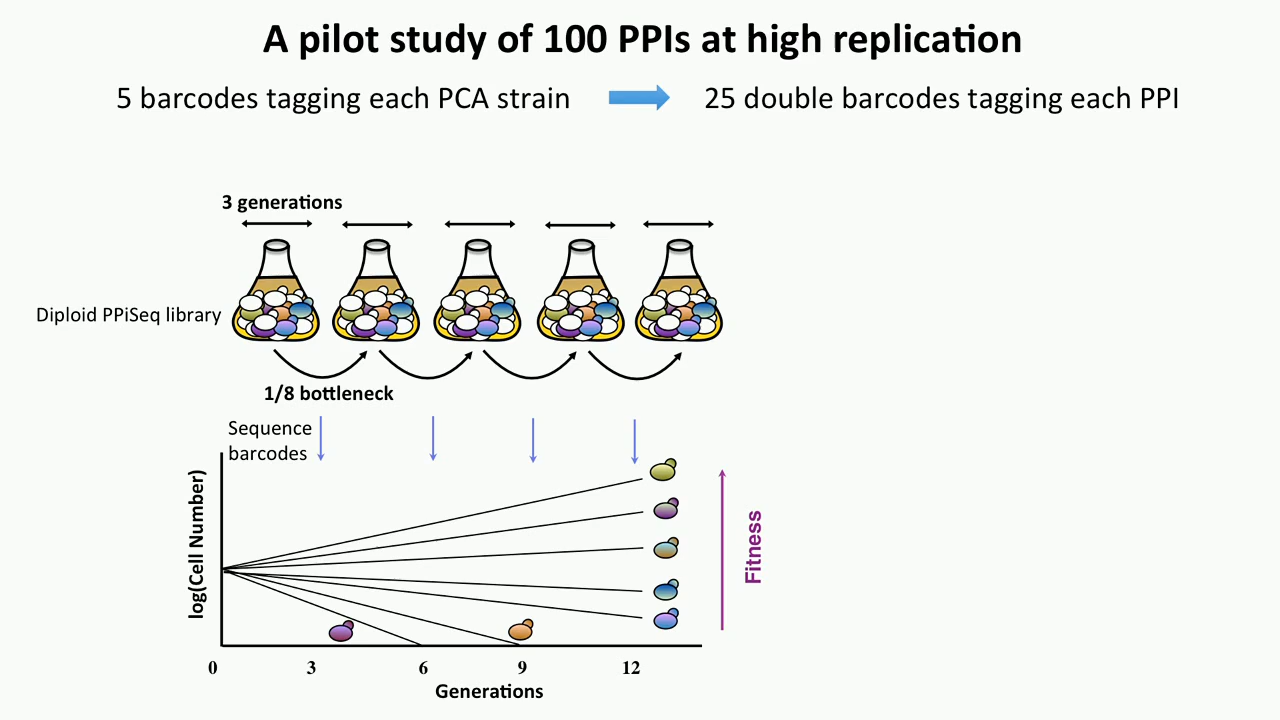 A pilot study of 100 PPIs at high replication
5 barcodes tagging each PCA strain
25 double barcodes tagging each PPI
3 generations
Diploid PPiSeq library
1/8 bottleneck
Sequence
barcodes
log(Cell Number)
Fitness
0 3 6 9 12
Generations